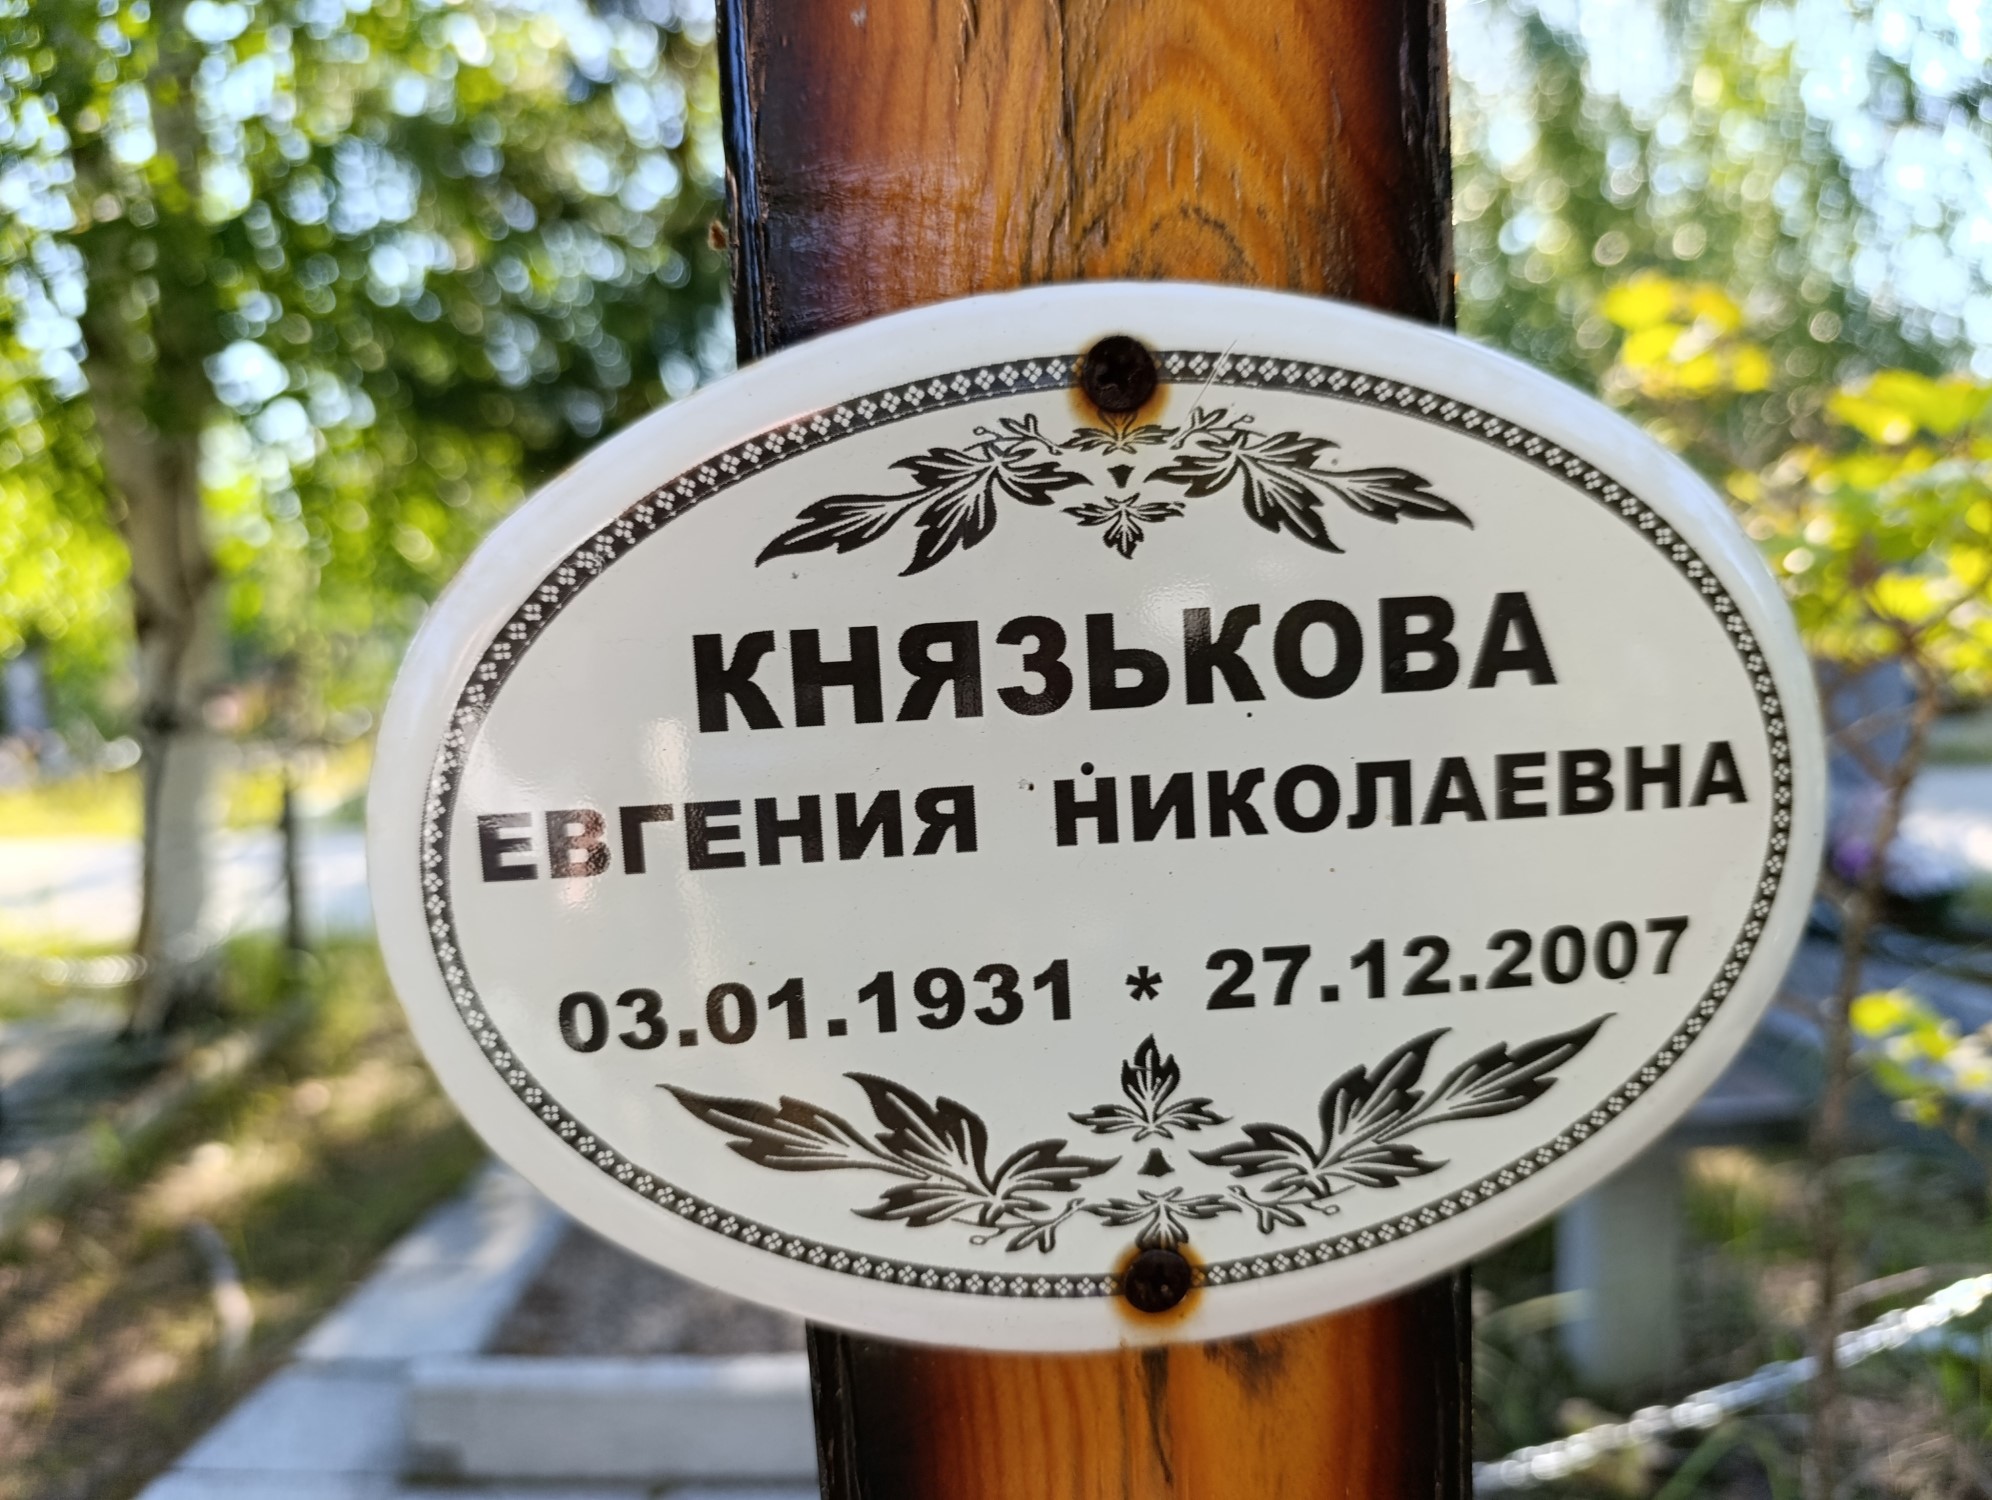 КНЯЗЬКОВА
ЕВГЕНИЯ НИКОЛАЕВНА
03.01.1931 * 27.12.2007